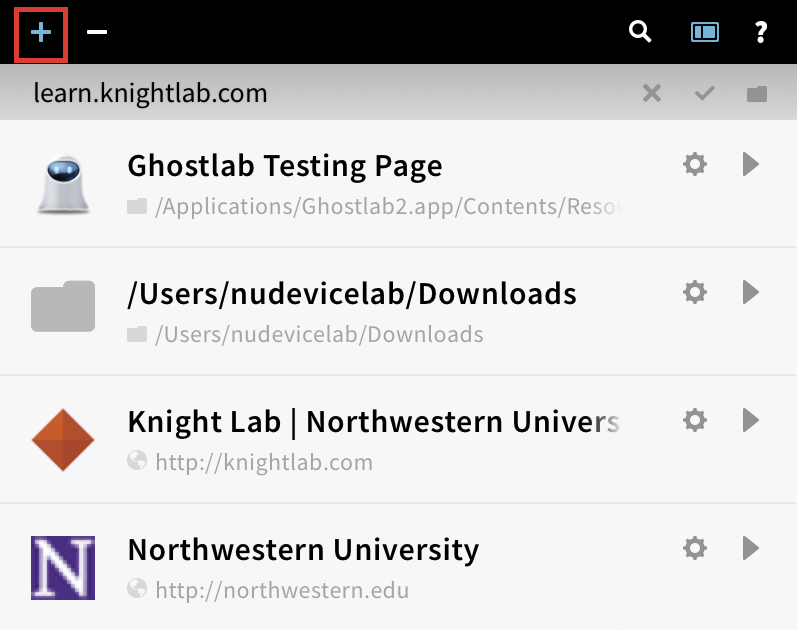 + − ?
learn.knightlab.com
Ghostlab Testing Page
/Applications/Ghostlab2.app/Contents/Resou
/Users/nudevicelab/Downloads
/Users/nudevicelab/Downloads
Knight Lab | Northwestern Univers
http://knightlab.com
N
Northwestern University
http://northwestern.edu